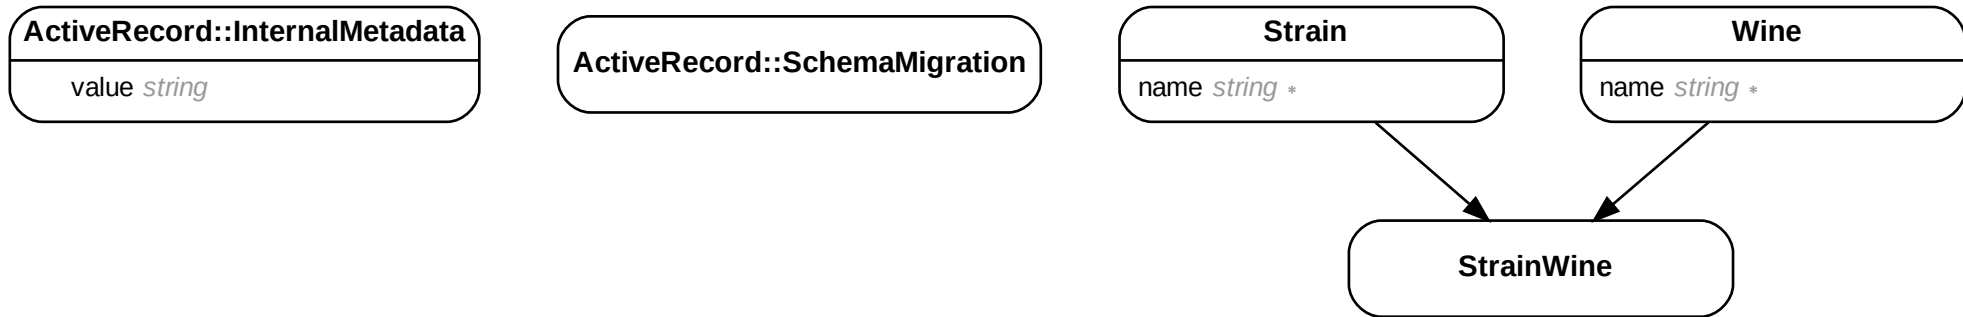 ActiveRecord::InternalMetadata
value string
ActiveRecord::SchemaMigration
Strain
name string *
Wine
name string *
StrainWine